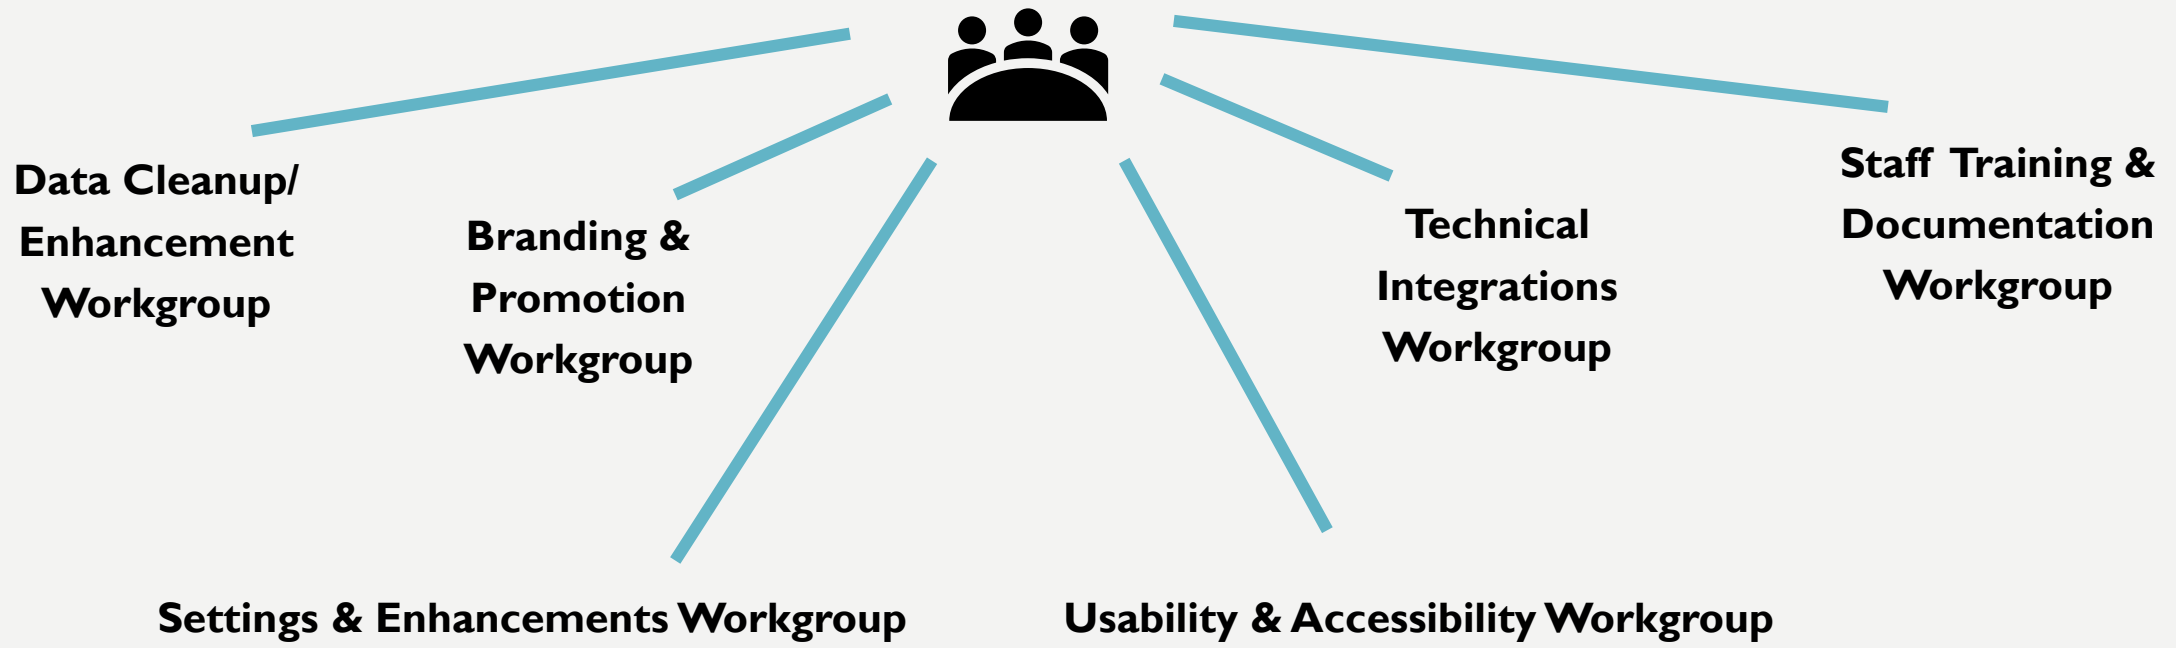 Data Cleanup/
Enhancement
Workgroup
Branding &
Promotion
Workgroup
Technical
Integrations
Workgroup
Staff Training &
Documentation
Workgroup
Settings & Enhancements Workgroup
Usability & Accessibility Workgroup